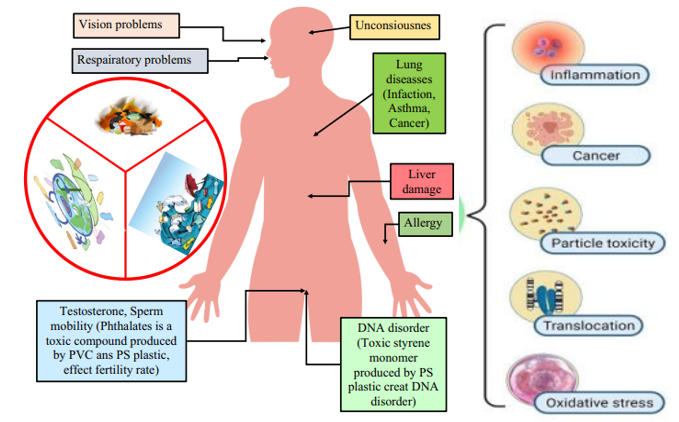 Vision problems
Unconsiousnes
Respairatory problems
Lung
diseasses
(Infaction,
Asthma,
Cancer)
Liver
damage
Allergy
Testosterone, Sperm
mobility (Phthalates is a
toxic compound produced
by PVC ans PS plastic,
effect fertility rate)
DNA disorder
(Toxic styrene
monomer
produced by PS
plastic creat DNA
disorder)
Inflammation
Cancer
Particle toxicity
Translocation
Oxidative stress